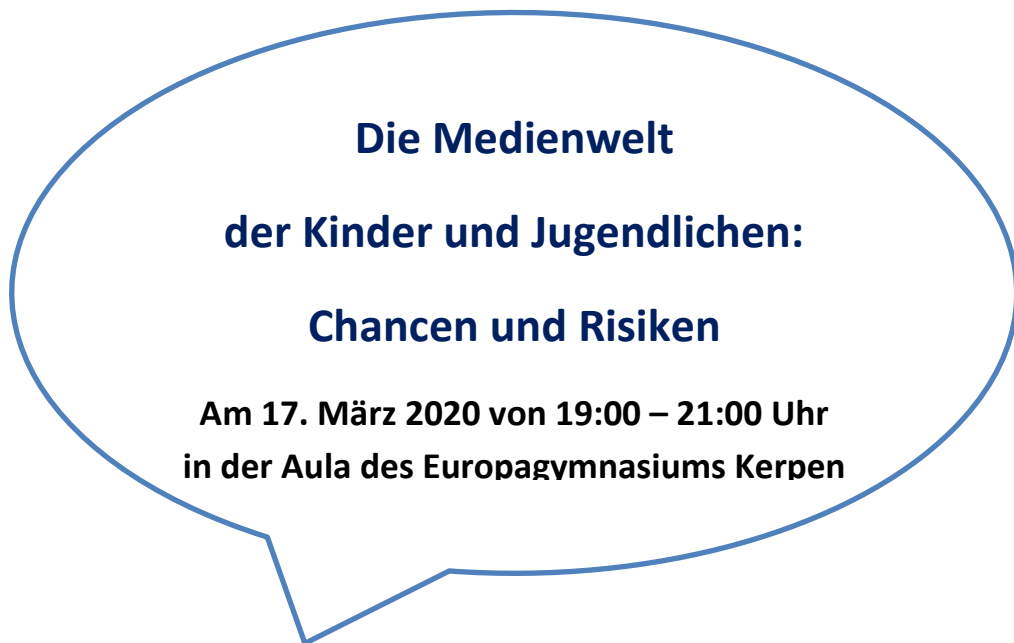 Die Medienwelt
der Kinder und Jugendlichen:
Chancen und Risiken
Am 17. März 2020 von 19:00 – 21:00 Uhr
in der Aula des Europagymnasiums Kerpen